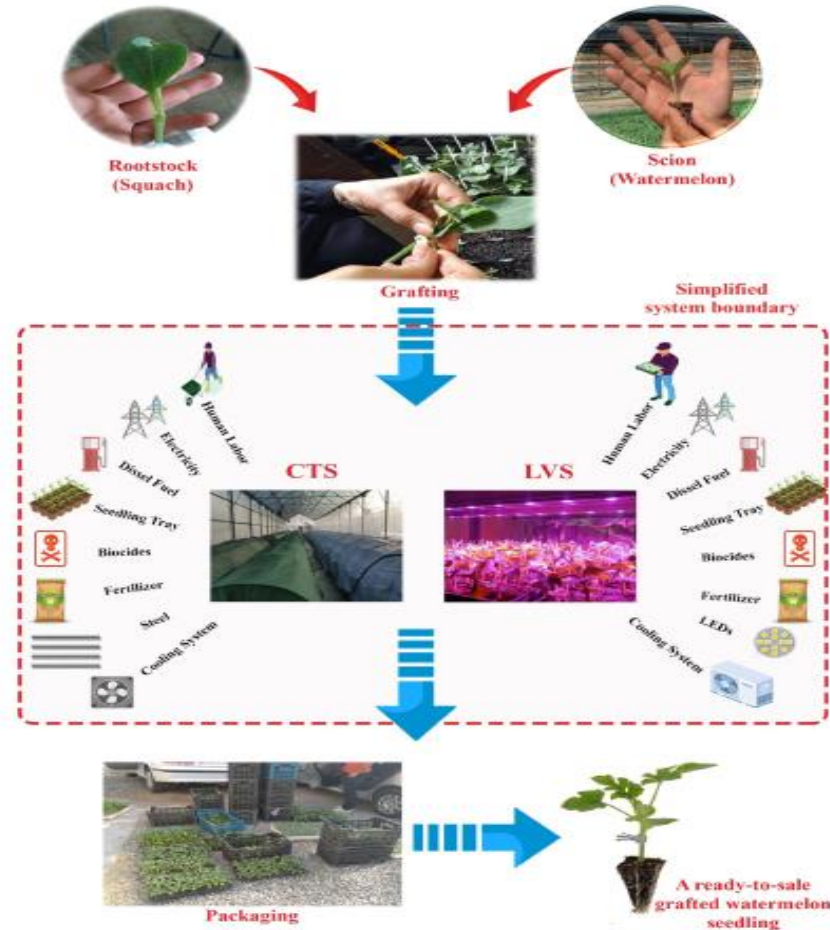 Rootstock
(Squach)
Scion
(Watermelon)
Grafting
Simplified
system boundary
Human Labor
Electricity
Dissel Fuel
Seedling Tray
Biocides
Fertilizer
Steel
Cooling System
CTS
LVS
Human Labor
Electricity
Dissel Fuel
Seedling Tray
Biocides
Fertilizer
LEDs
Cooling System
Packaging
A ready-to-sale
grafted watermelon
seedling